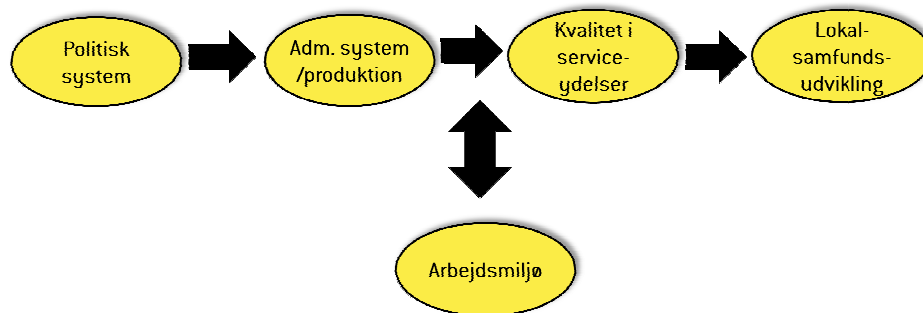 Politisk
system
Adm. system
/produktion
Kvalitet i
service-
ydelser
Lokal-
samfunds-
udvikling
Arbejdsmiljø